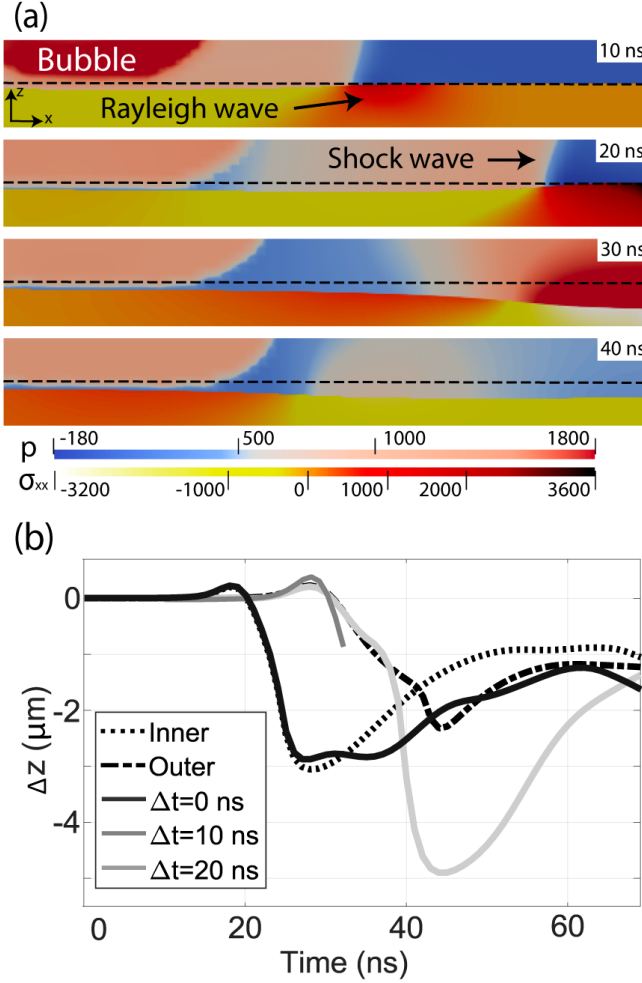 (a)
10 ns
Bubble
z
x
Rayleigh wave
20 ns
Shock wave
30 ns
40 ns
p -180 500 1000 1800
σxx -3200 -1000 0 1000 2000 3600
(b)
0
-2
-4
Δz (μm)
Inner
Outer
Δt=0 ns
Δt=10 ns
Δt=20 ns
0 20 40 60
Time (ns)